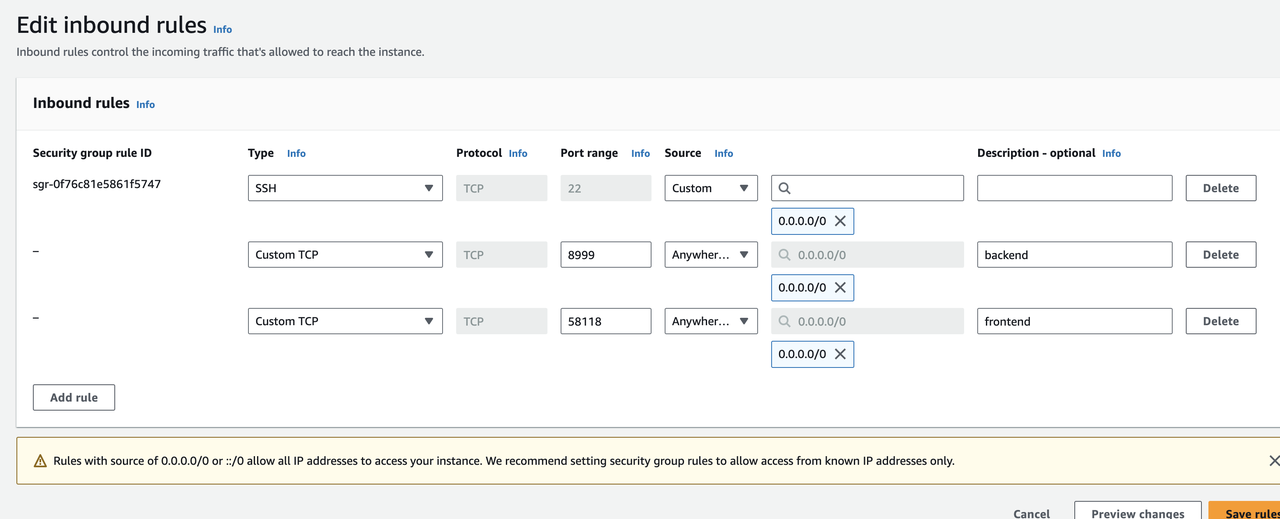 Edit inbound rules Info
Inbound rules control the incoming traffic that's allowed to reach the instance.
Inbound rules Info
Security group rule ID Type Info Protocol Info Port range Info Source Info Description - optional Info
sgr-0f76c81e5861f5747 SSH TCP 22 Custom Delete
0.0.0.0/0
– Custom TCP TCP 8999 Anywher... 0.0.0.0/0 backend Delete
0.0.0.0/0
– Custom TCP TCP 58118 Anywher... 0.0.0.0/0 frontend Delete
0.0.0.0/0
Add rule
Rules with source of 0.0.0.0/0 or ::/0 allow all IP addresses to access your instance. We recommend setting security group rules to allow access from known IP addresses only.
Cancel Preview changes Save rules